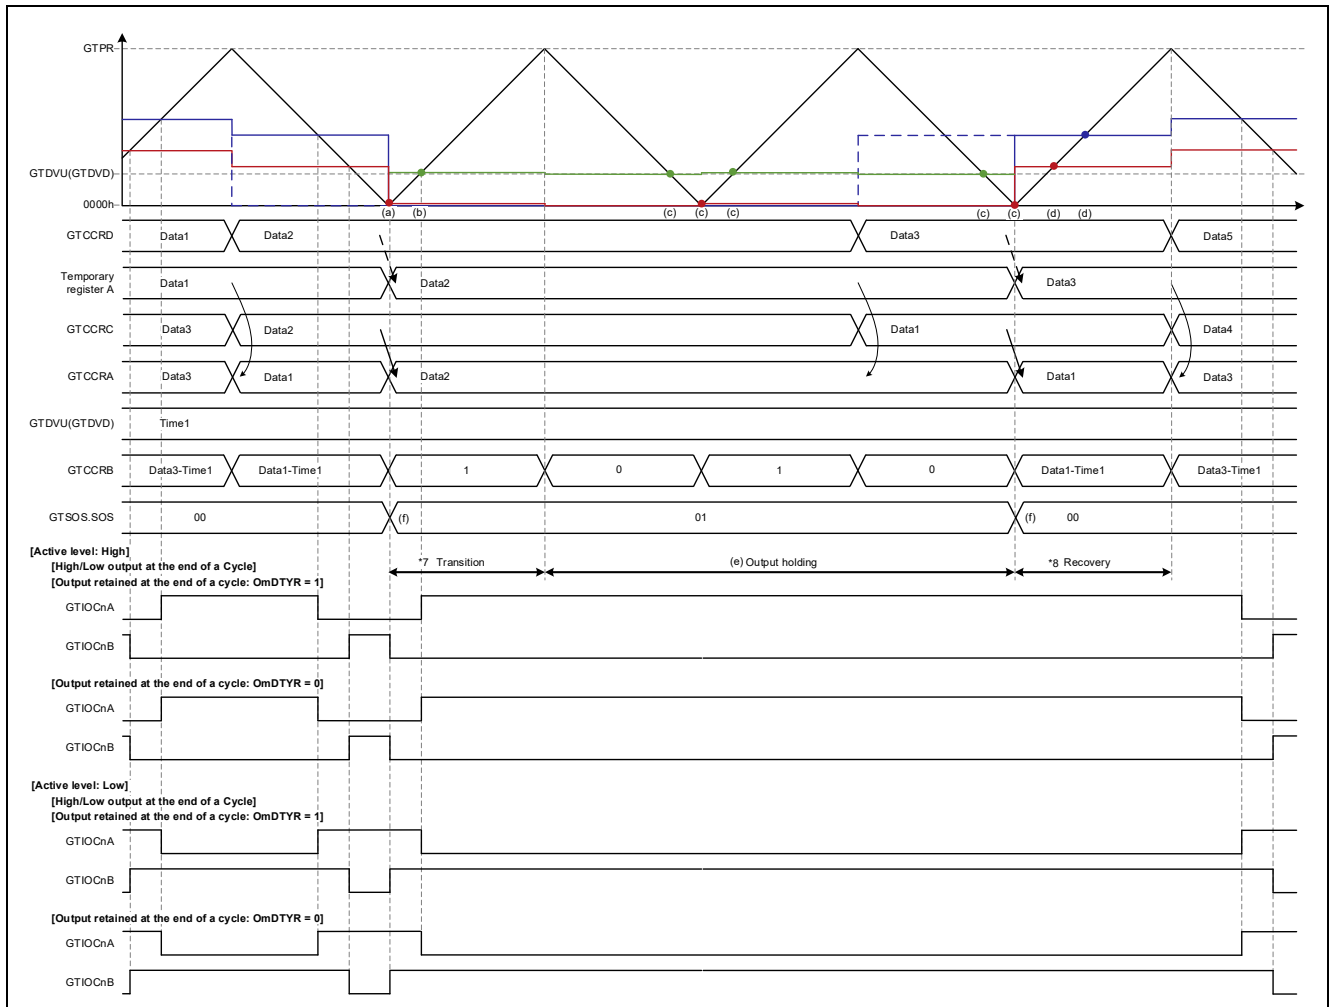 GTPR
GTDVU(GTDVD)
0000h
(a) (b) (c) (c) (c) (c) (c) (d) (d)
GTCCRD Data1 Data2 Data3 Data5
Temporary
register A Data1 Data2 Data3
GTCCRC Data3 Data2 Data1 Data4
GTCCRA Data3 Data1 Data2 Data1 Data3
GTDVU(GTDVD) Time1
GTCCRB Data3-Time1 Data1-Time1 1 0 1 0 Data1-Time1 Data3-Time1
GTSOS.SOS 00 (f) 01 (f) 00
[Active level: High]
[High/Low output at the end of a Cycle] *7 Transition (e) Output holding *8 Recovery
[Output retained at the end of a cycle: OmDTYR = 1]
GTIOCnA
GTIOCnB
[Output retained at the end of a cycle: OmDTYR = 0]
GTIOCnA
GTIOCnB
[Active level: Low]
[High/Low output at the end of a Cycle]
[Output retained at the end of a cycle: OmDTYR = 1]
GTIOCnA
GTIOCnB
[Output retained at the end of a cycle: OmDTYR = 0]
GTIOCnA
GTIOCnB